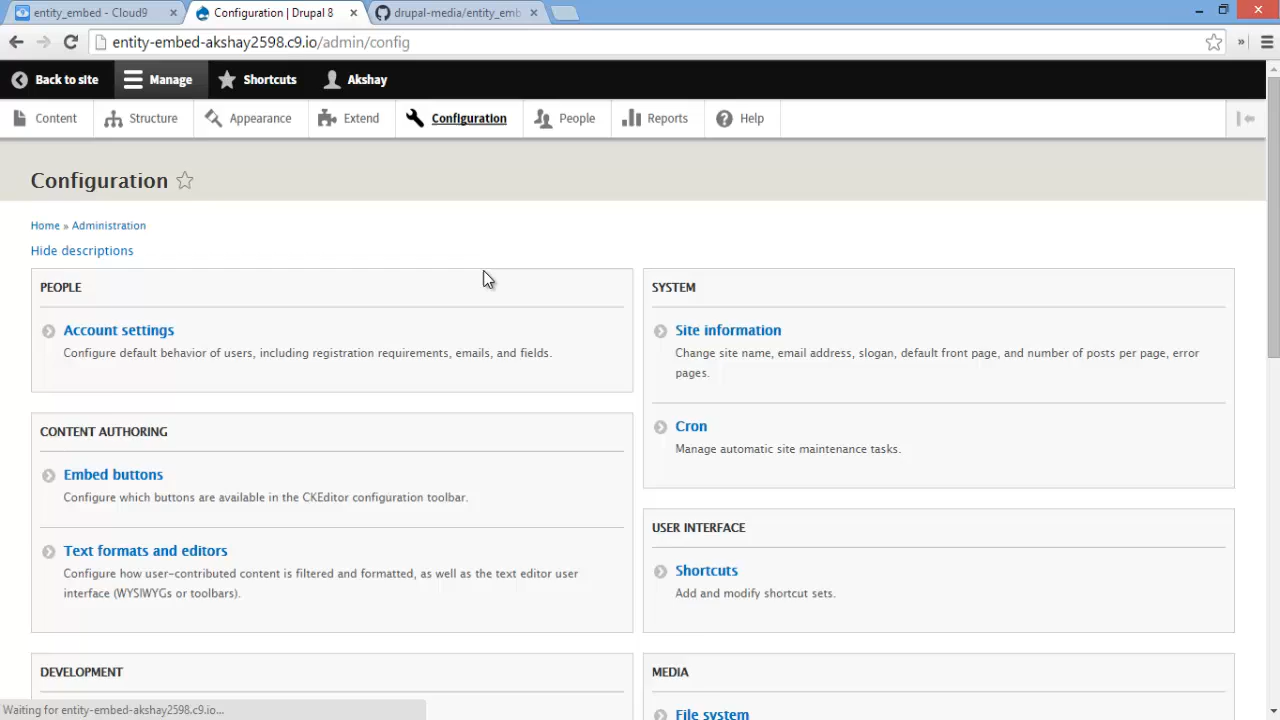 entity_embed - Cloud9
Configuration | Drupal 8
drupal-media/entity_emb
entity-embed-akshay2598.c9.io/admin/config
Back to site
Manage
Shortcuts
Akshay
Content
Structure
Appearance
Extend
Configuration
People
Reports
Help
Configuration
Home » Administration
Hide descriptions
PEOPLE
Account settings
Configure default behavior of users, including registration requirements, emails, and fields.
CONTENT AUTHORING
Embed buttons
Configure which buttons are available in the CKEditor configuration toolbar.
Text formats and editors
Configure how user-contributed content is filtered and formatted, as well as the text editor user
interface (WYSIWYGs or toolbars).
DEVELOPMENT
SYSTEM
Site information
Change site name, email address, slogan, default front page, and number of posts per page, error
pages.
Cron
Manage automatic site maintenance tasks.
USER INTERFACE
Shortcuts
Add and modify shortcut sets.
MEDIA
File system
Waiting for entity-embed-akshay2598.c9.io...